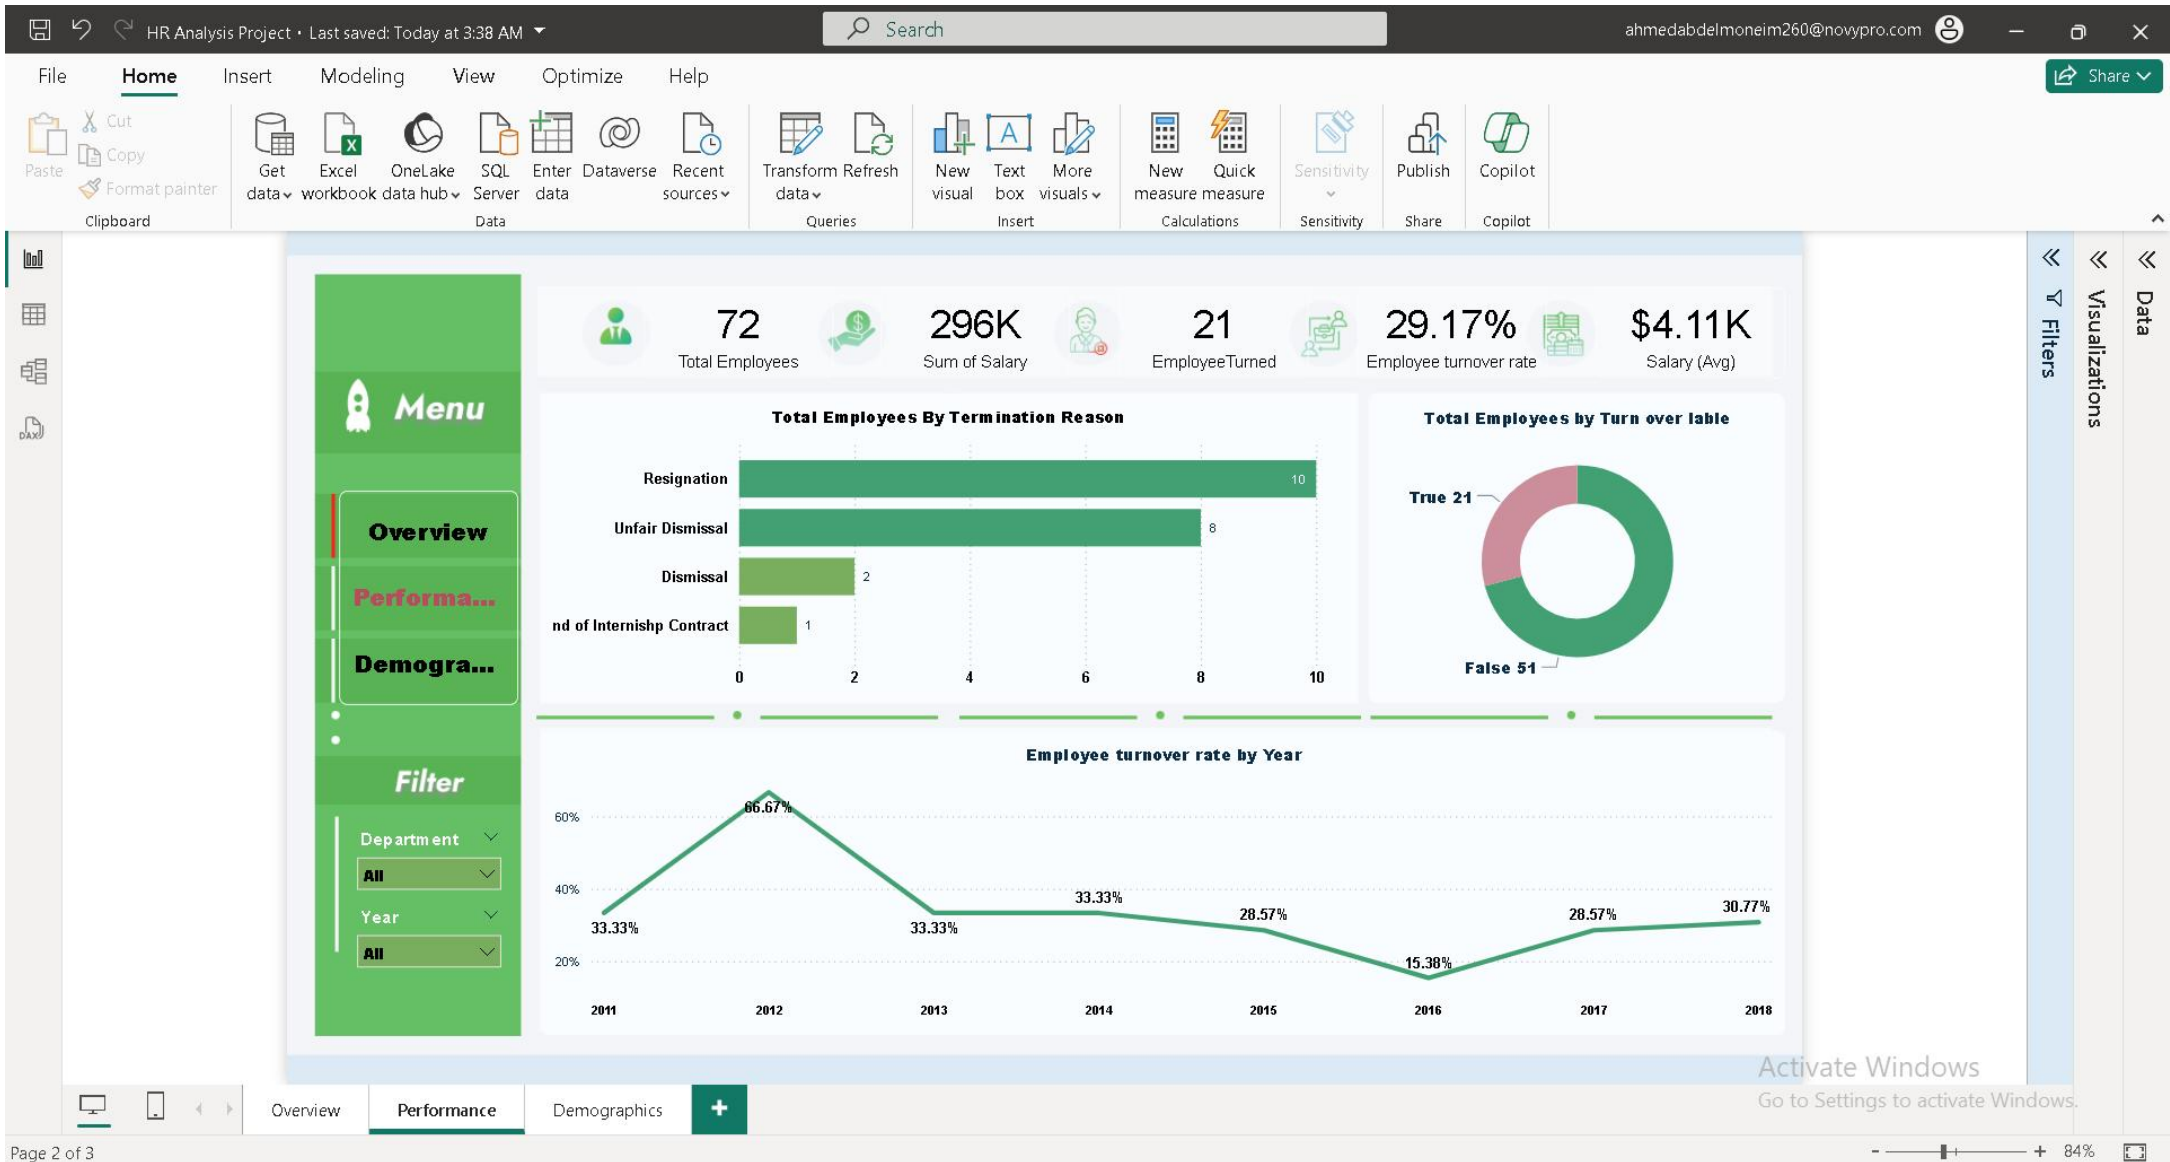 HR Analysis Project • Last saved: Today at 3:38 AM
Search
ahmedabdelmoneim260@novypro.com
File Home Insert Modeling View Optimize Help
Share
Paste
Cut
Copy
Format painter
Clipboard
Get data
Excel workbook
OneLake data hub
SQL Server
Enter data
Dataverse
Recent sources
Data
Transform data
Refresh
Queries
New visual
Text box
More visuals
Insert
New measure
Quick measure
Calculations
Sensitivity
Sensitivity
Publish
Share
Copilot
Copilot
DAX
Filters
Visualizations
Data
Menu
Overview
Performa...
Demogra...
Filter
Department
All
Year
All
72
Total Employees
296K
Sum of Salary
21
EmployeeTurned
29.17%
Employee turnover rate
$4.11K
Salary (Avg)
Total Employees By Termination Reason
Resignation 10
Unfair Dismissal 8
Dismissal 2
nd of Internishp Contract 1
0 2 4 6 8 10
Total Employees by Turn over lable
True 21
False 51
Employee turnover rate by Year
60%
40%
20%
33.33%
66.67%
33.33%
33.33%
28.57%
15.38%
28.57%
30.77%
2011 2012 2013 2014 2015 2016 2017 2018
Activate Windows
Go to Settings to activate Windows.
Overview Performance Demographics +
Page 2 of 3
- + 84%